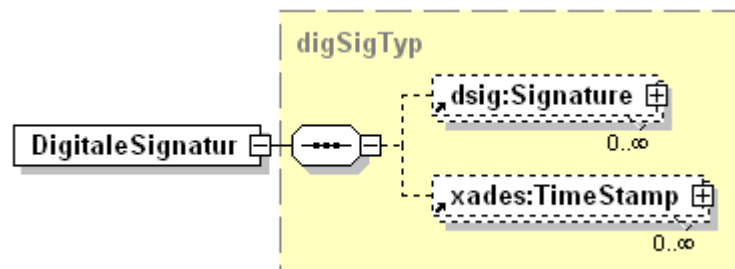 digSigTyp
dsig:Signature
0..∞
DigitaleSignatur
xades:TimeStamp
0..∞